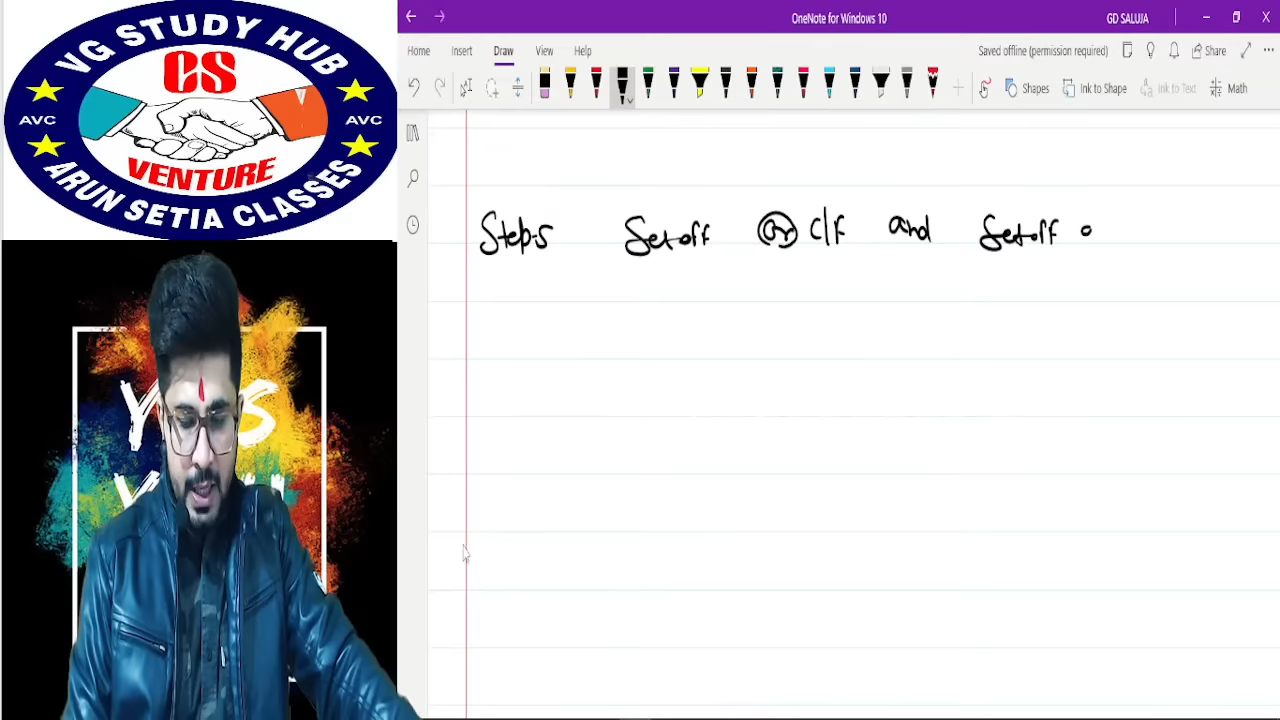 VG STUDY HUB
CS
AVC
AVC
VENTURE
ARUN SETIA CLASSES
OneNote for Windows 10
GD SALUJA
Home
Insert
Draw
View
Help
Saved offline (permission required)
Share
Shapes
Ink to Shape
Ink to Text
Math
Steps Setoff or c/f and Setoff o